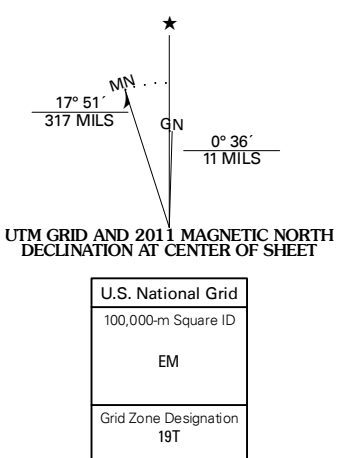 ★
MN
17° 51´
317 MILS
GN
0° 36´
11 MILS
UTM GRID AND 2011 MAGNETIC NORTH
DECLINATION AT CENTER OF SHEET
U.S. National Grid
100,000-m Square ID
EM
Grid Zone Designation
19T